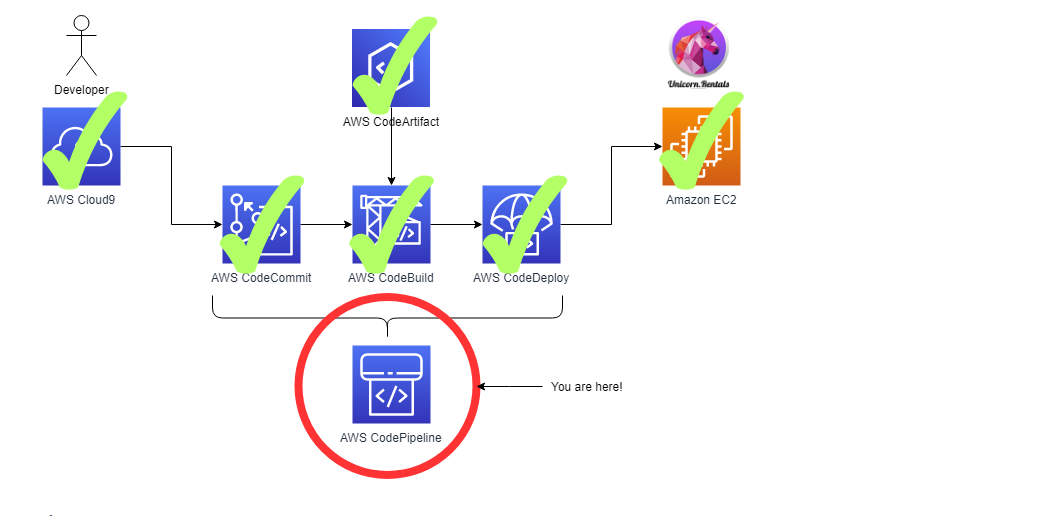 Developer
Unicorn.Rentals
AWS CodeArtifact
AWS Cloud9
Amazon EC2
AWS CodeCommit
AWS CodeBuild
AWS CodeDeploy
You are here!
AWS CodePipeline